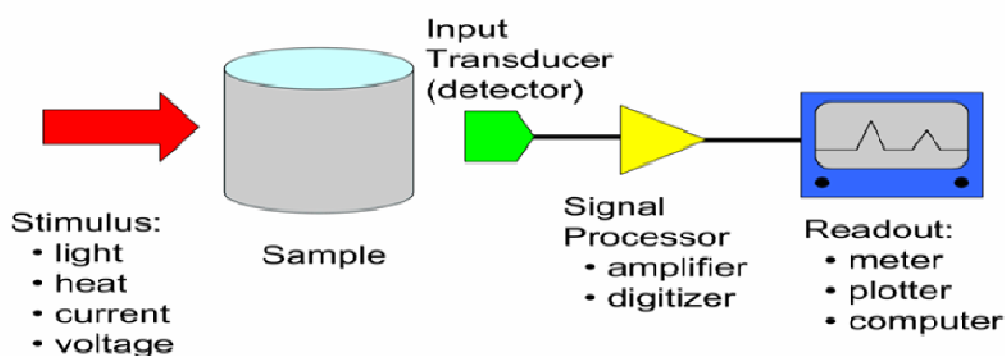 Input
Transducer
(detector)
Stimulus:
• light
• heat
• current
• voltage
Sample
Signal
Processor
• amplifier
• digitizer
Readout:
• meter
• plotter
• computer